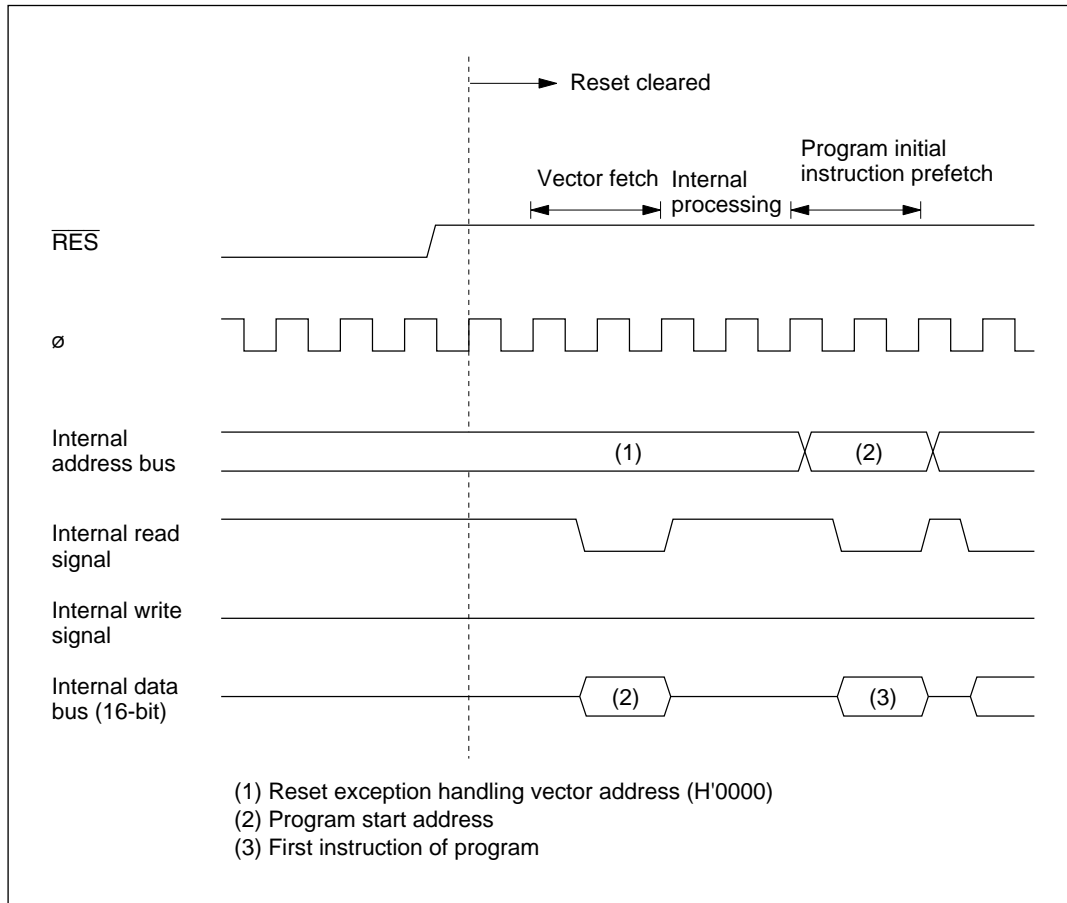 Reset cleared
Program initial
instruction prefetch
Vector fetch
Internal
processing
RES
ø
Internal
address bus
(1)
(2)
Internal read
signal
Internal write
signal
Internal data
bus (16-bit)
(2)
(3)
(1) Reset exception handling vector address (H'0000)
(2) Program start address
(3) First instruction of program